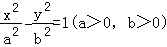 x²/a² - y²/b² = 1(a＞0, b＞0)